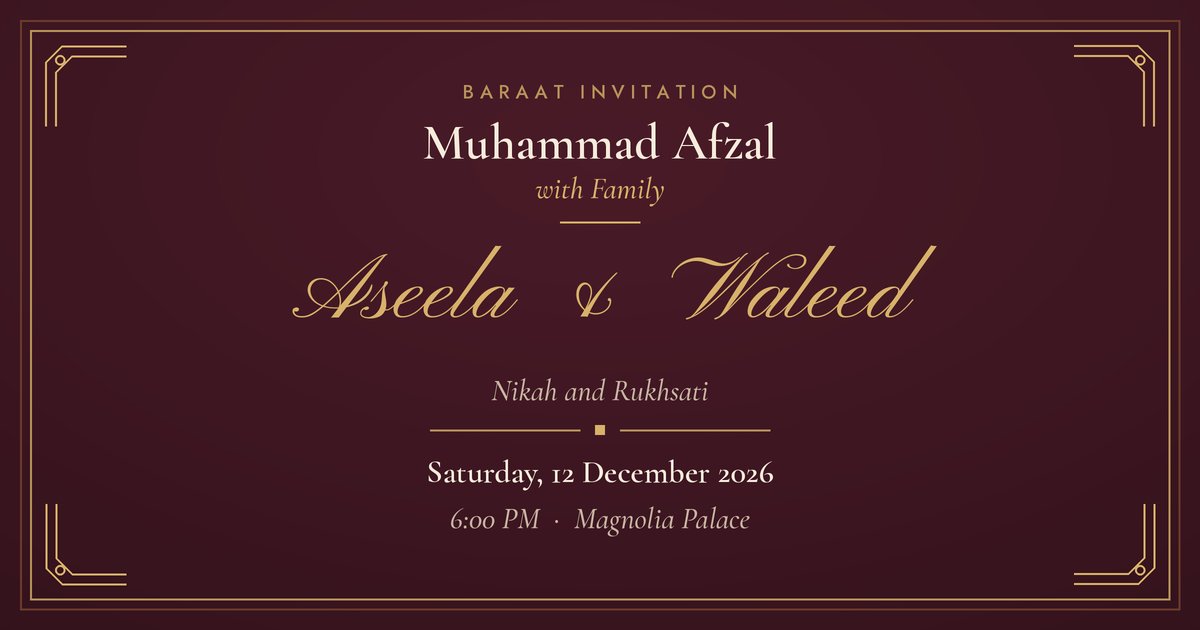 BARAAT INVITATION
Muhammad Afzal
with Family
Aseela & Waleed
Nikah and Rukhsati
Saturday, 12 December 2026
6:00 PM · Magnolia Palace